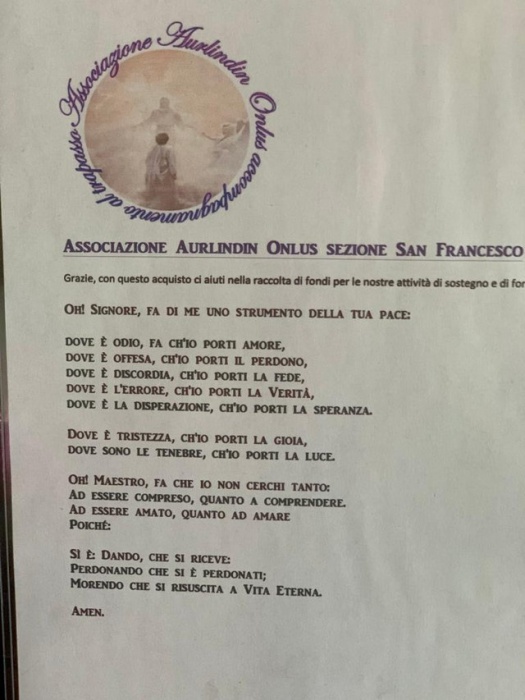 Associazione Aurlindin Onlus accompagnamento al trapasso
ASSOCIAZIONE AURLINDIN ONLUS SEZIONE SAN FRANCESCO
Grazie, con questo acquisto ci aiuti nella raccolta di fondi per le nostre attività di sostegno e di for
OH! SIGNORE, FA DI ME UNO STRUMENTO DELLA TUA PACE:
DOVE È ODIO, FA CH'IO PORTI AMORE,
DOVE È OFFESA, CH'IO PORTI IL PERDONO,
DOVE È DISCORDIA, CH'IO PORTI LA FEDE,
DOVE È L'ERRORE, CH'IO PORTI LA VERITÀ,
DOVE È LA DISPERAZIONE, CH'IO PORTI LA SPERANZA.
DOVE È TRISTEZZA, CH'IO PORTI LA GIOIA,
DOVE SONO LE TENEBRE, CH'IO PORTI LA LUCE.
OH! MAESTRO, FA CHE IO NON CERCHI TANTO:
AD ESSERE COMPRESO, QUANTO A COMPRENDERE.
AD ESSERE AMATO, QUANTO AD AMARE
POICHÉ:
SI È: DANDO, CHE SI RICEVE:
PERDONANDO CHE SI È PERDONATI;
MORENDO CHE SI RISUSCITA A VITA ETERNA.
AMEN.